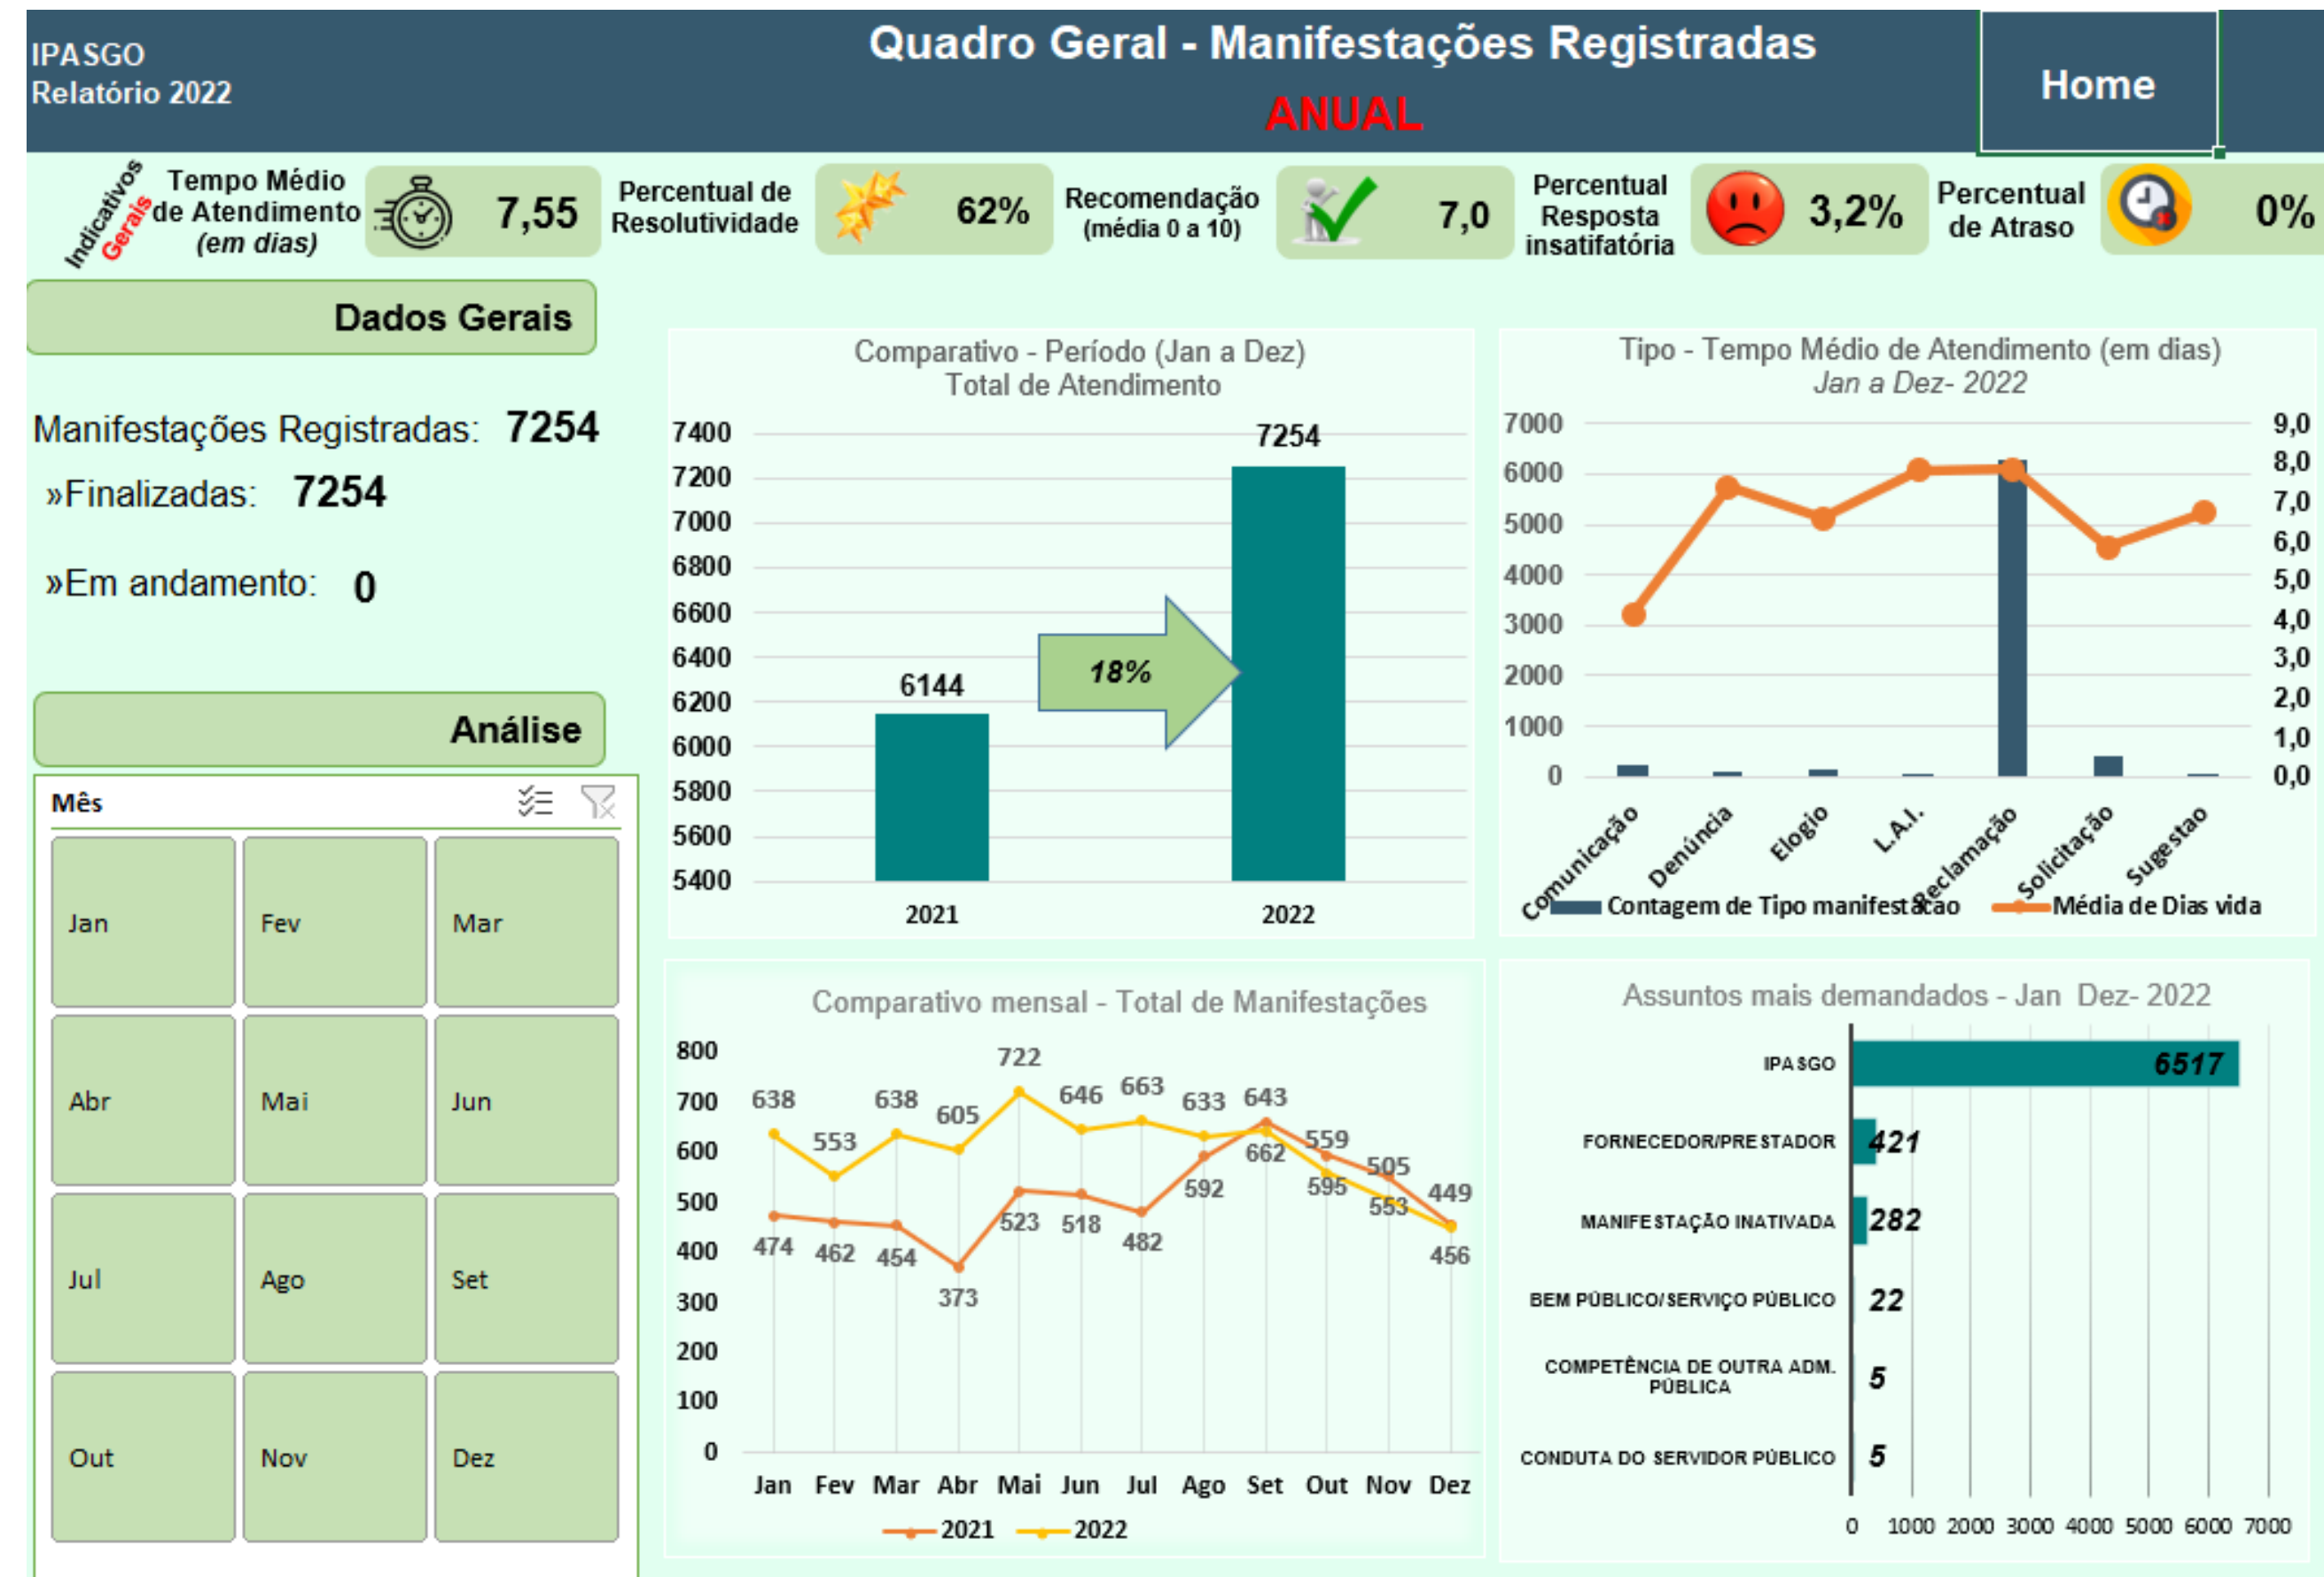 IPASGO
Relatório 2022
Quadro Geral - Manifestações Registradas
ANUAL
Home
Indicativos
Gerais
Tempo Médio
de Atendimento
(em dias)
7,55
Percentual de
Resolutividade
62%
Recomendação
(média 0 a 10)
7,0
Percentual
Resposta
insatifatória
3,2%
Percentual
de Atraso
0%
Dados Gerais
Manifestações Registradas: 7254
»Finalizadas: 7254
»Em andamento: 0
Análise
Mês
Jan Fev Mar
Abr Mai Jun
Jul Ago Set
Out Nov Dez
Comparativo - Período (Jan a Dez)
Total de Atendimento
7400
7200
7000
6800
6600
6400
6200
6000
5800
5600
5400
6144
18%
7254
2021 2022
Tipo - Tempo Médio de Atendimento (em dias)
Jan a Dez- 2022
7000
6000
5000
4000
3000
2000
1000
0
9,0
8,0
7,0
6,0
5,0
4,0
3,0
2,0
1,0
0,0
Comunicação
Denúncia
Elogio
L.A.I.
Reclamação
Solicitação
Sugestao
Contagem de Tipo manifestacao Média de Dias vida
Comparativo mensal - Total de Manifestações
800
700
600
500
400
300
200
100
0
638 553 638 605 722 646 663 633 643 559 505 449
474 462 454 373 523 518 482 592 662 595 553 456
Jan Fev Mar Abr Mai Jun Jul Ago Set Out Nov Dez
2021 2022
Assuntos mais demandados - Jan Dez- 2022
IPASGO 6517
FORNECEDOR/PRESTADOR 421
MANIFESTAÇÃO INATIVADA 282
BEM PÚBLICO/SERVIÇO PÚBLICO 22
COMPETÊNCIA DE OUTRA ADM.
PÚBLICA 5
CONDUTA DO SERVIDOR PÚBLICO 5
0 1000 2000 3000 4000 5000 6000 7000